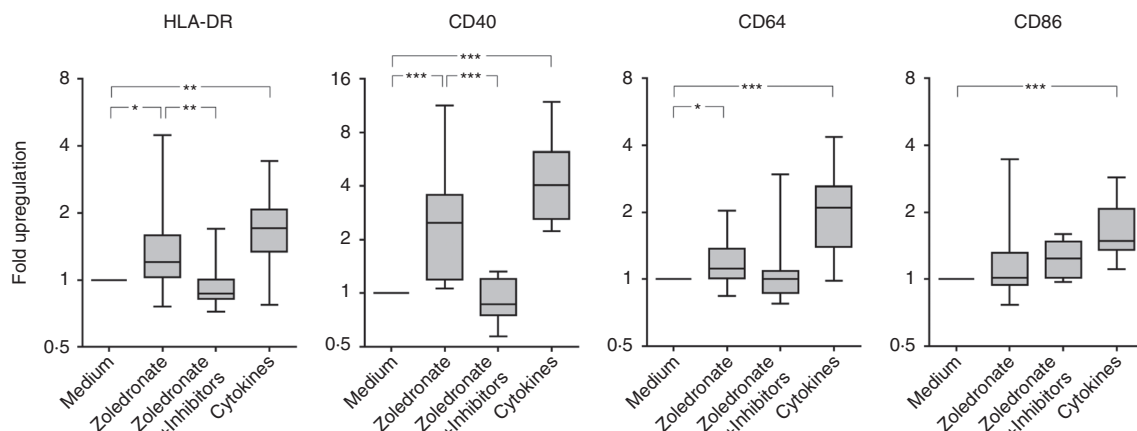 HLA-DR
CD40
CD64
CD86
Fold upregulation
8
4
2
1
0·5
**
*
**
Medium
Zoledronate
Zoledronate
-Inhibitors
Cytokines
16
8
4
2
1
0·5
***
***
***
Medium
Zoledronate
Zoledronate
-Inhibitors
Cytokines
8
4
2
1
0·5
***
*
Medium
Zoledronate
Zoledronate
-Inhibitors
Cytokines
8
4
2
1
0·5
***
Medium
Zoledronate
Zoledronate
-Inhibitors
Cytokines